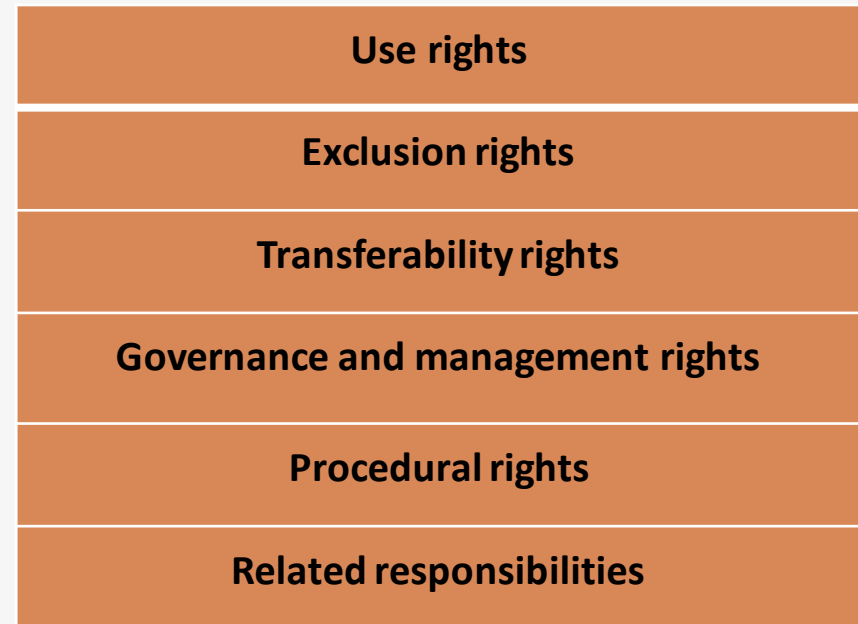 Use rights
Exclusion rights
Transferability rights
Governance and management rights
Procedural rights
Related responsibilities